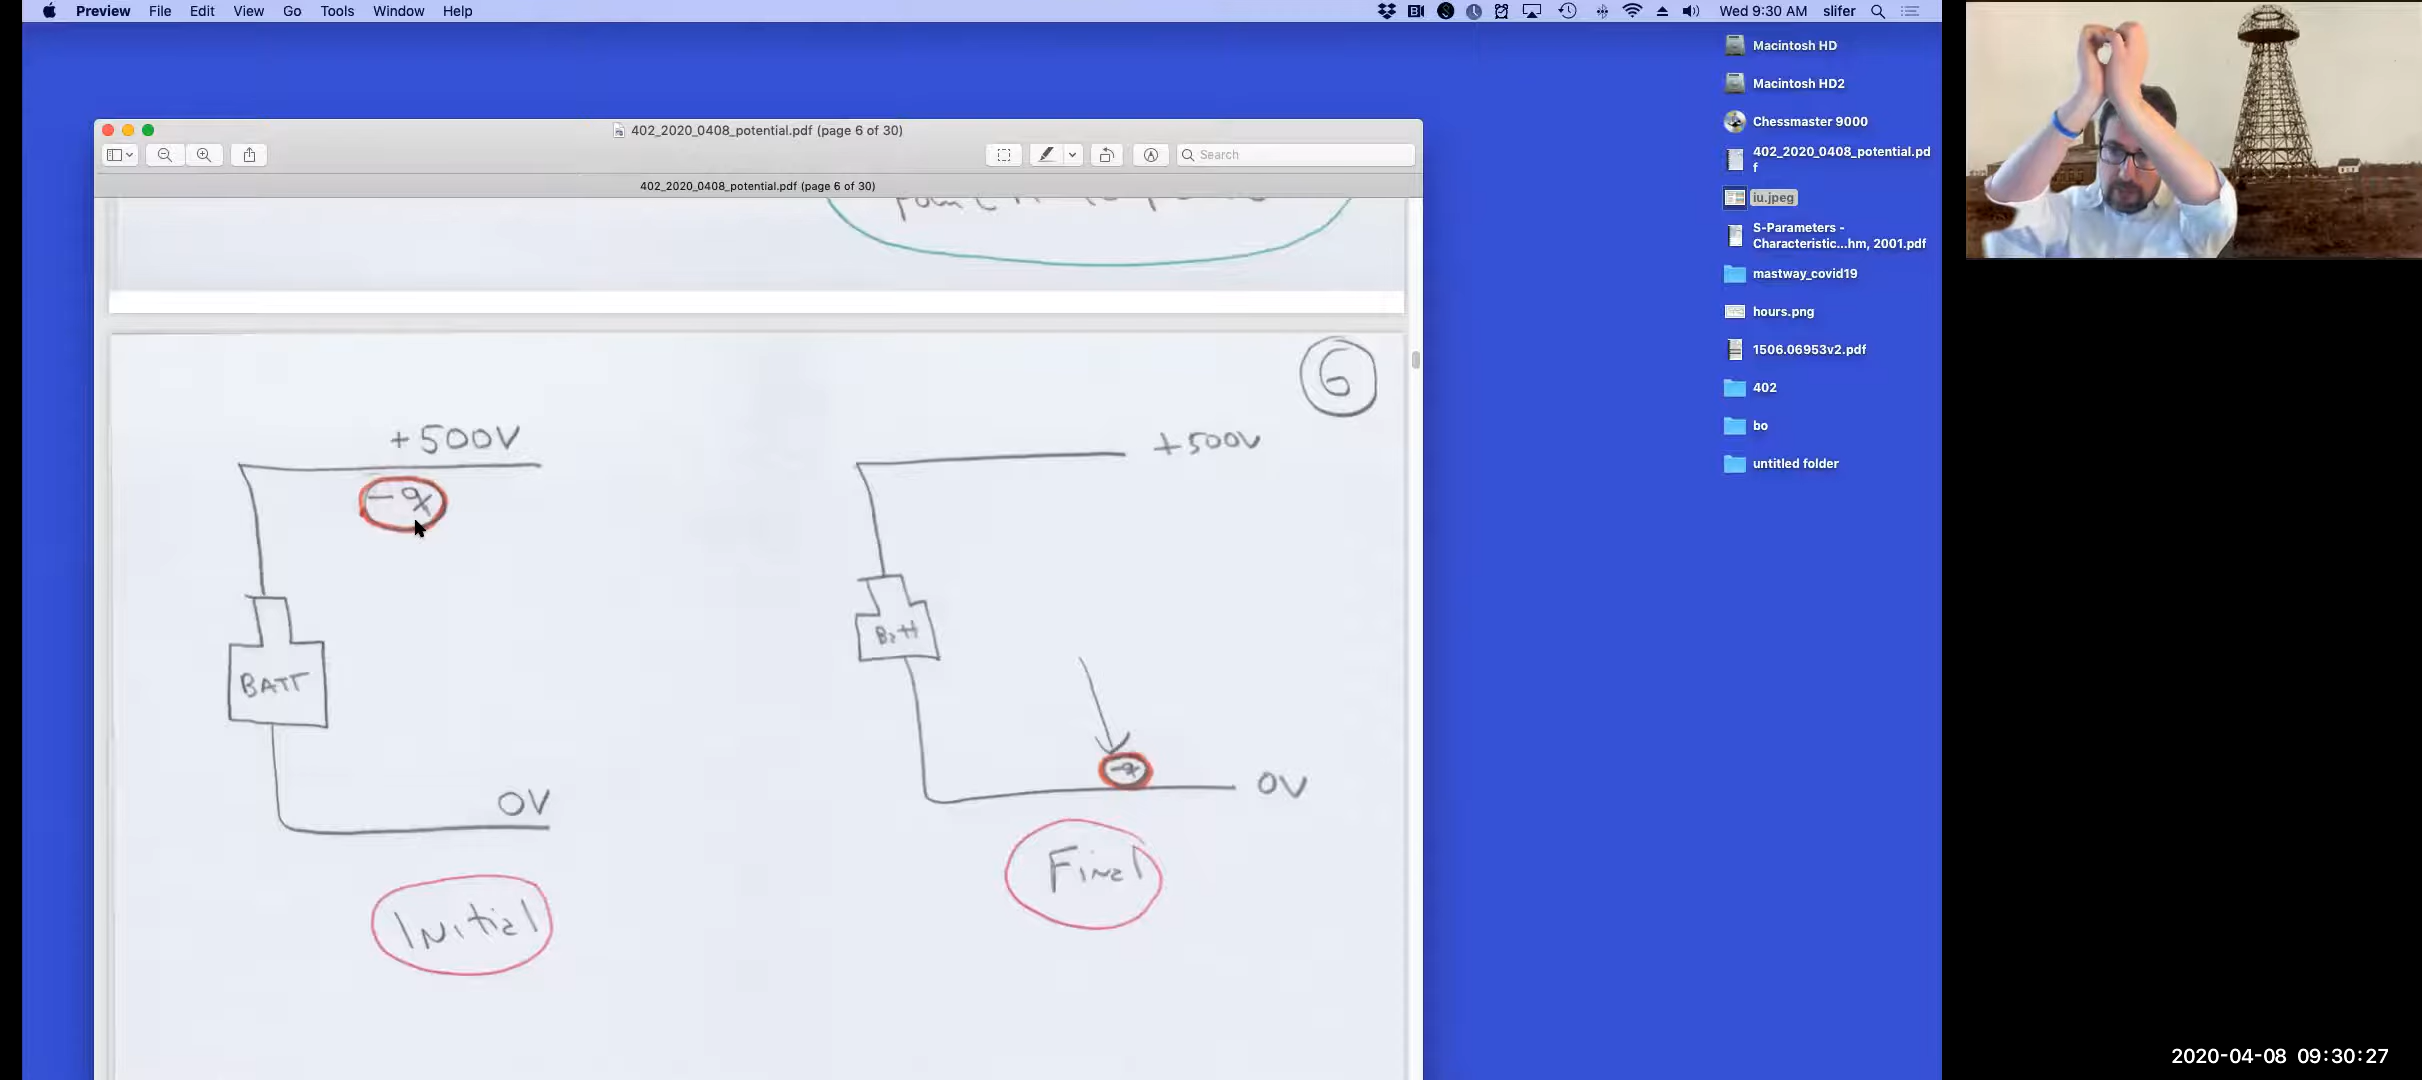 Preview File Edit View Go Tools Window Help
Wed 9:30 AM slifer
402_2020_0408_potential.pdf (page 6 of 30)
Search
402_2020_0408_potential.pdf (page 6 of 30)
6
+500V
-q
BATT
0V
Initial
+500V
Batt
-q
0V
Final
Macintosh HD
Macintosh HD2
Chessmaster 9000
402_2020_0408_potential.pd
f
iu.jpeg
S-Parameters -
Characteristic...hm, 2001.pdf
mastway_covid19
hours.png
1506.06953v2.pdf
402
bo
untitled folder
2020-04-08 09:30:27